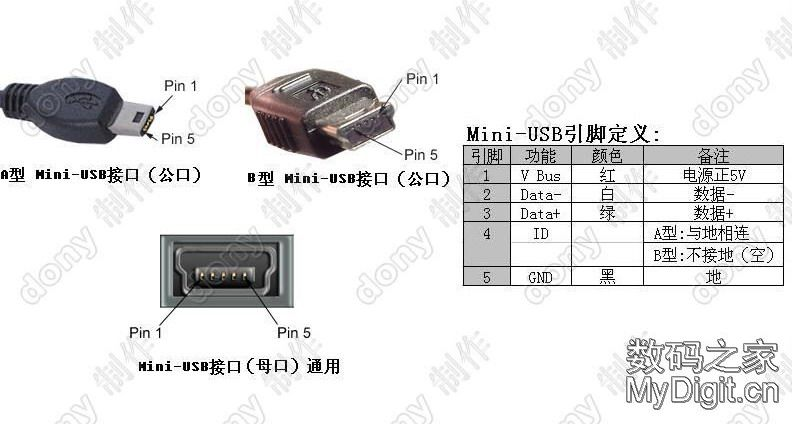 Pin 1
Pin 5
A型 Mini-USB接口（公口）
Pin 1
Pin 5
B型 Mini-USB接口（公口）
Pin 1
Pin 5
Mini-USB接口（母口）通用
Mini-USB引脚定义:
引脚 功能 颜色 备注
1 V Bus 红 电源正5V
2 Data- 白 数据-
3 Data+ 绿 数据+
4 ID A型:与地相连
B型:不接地（空）
5 GND 黑 地
数码之家
MyDigit.cn
dony 制作